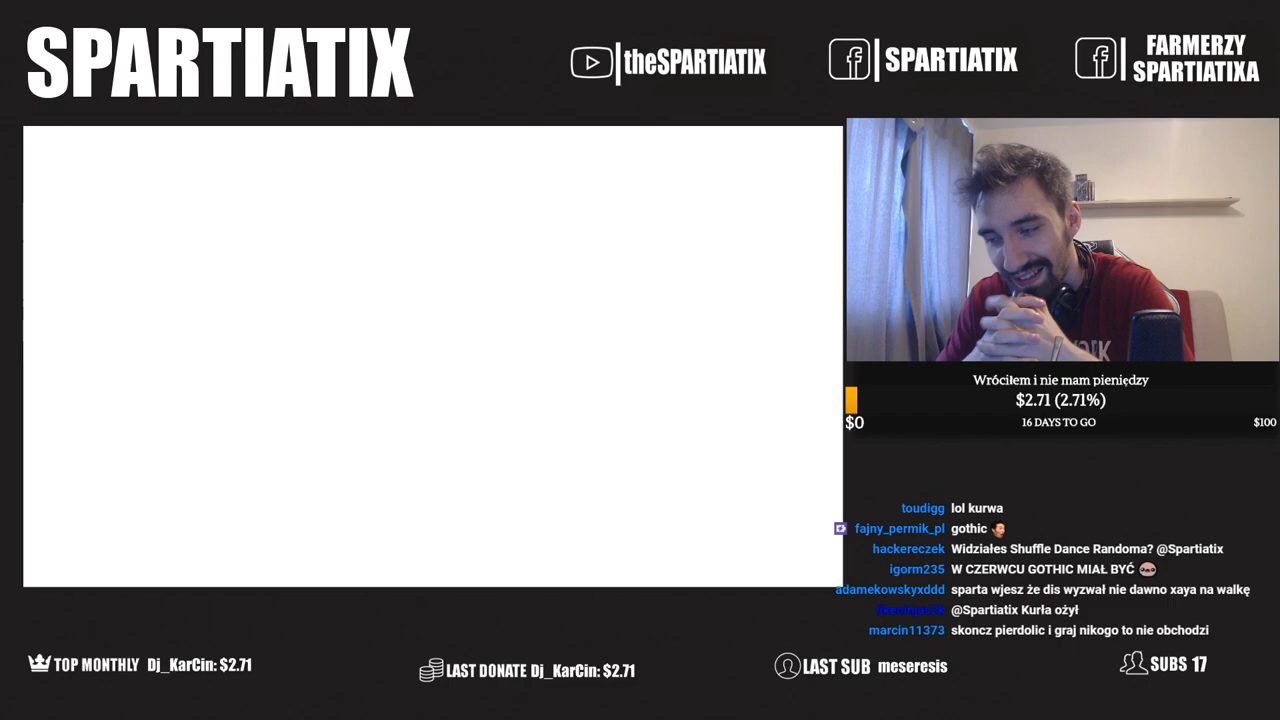 SPARTIATIX
theSPARTIATIX
SPARTIATIX
FARMERZY
SPARTIATIXA
Wróciłem i nie mam pieniędzy
$2.71 (2.71%)
$0
16 DAYS TO GO
$100
toudigg lol kurwa
fajny_permik_pl gothic
hackereczek Widziałes Shuffle Dance Randoma? @Spartiatix
igorm235 W CZERWCU GOTHIC MIAŁ BYĆ
adamekowskyxddd sparta wjesz że dis wyzwał nie dawno xaya na walkę
@Spartiatix Kurła ożył
marcin11373 skoncz pierdolic i graj nikogo to nie obchodzi
TOP MONTHLY Dj_KarCin: $2.71
LAST DONATE Dj_KarCin: $2.71
LAST SUB meseresis
SUBS 17